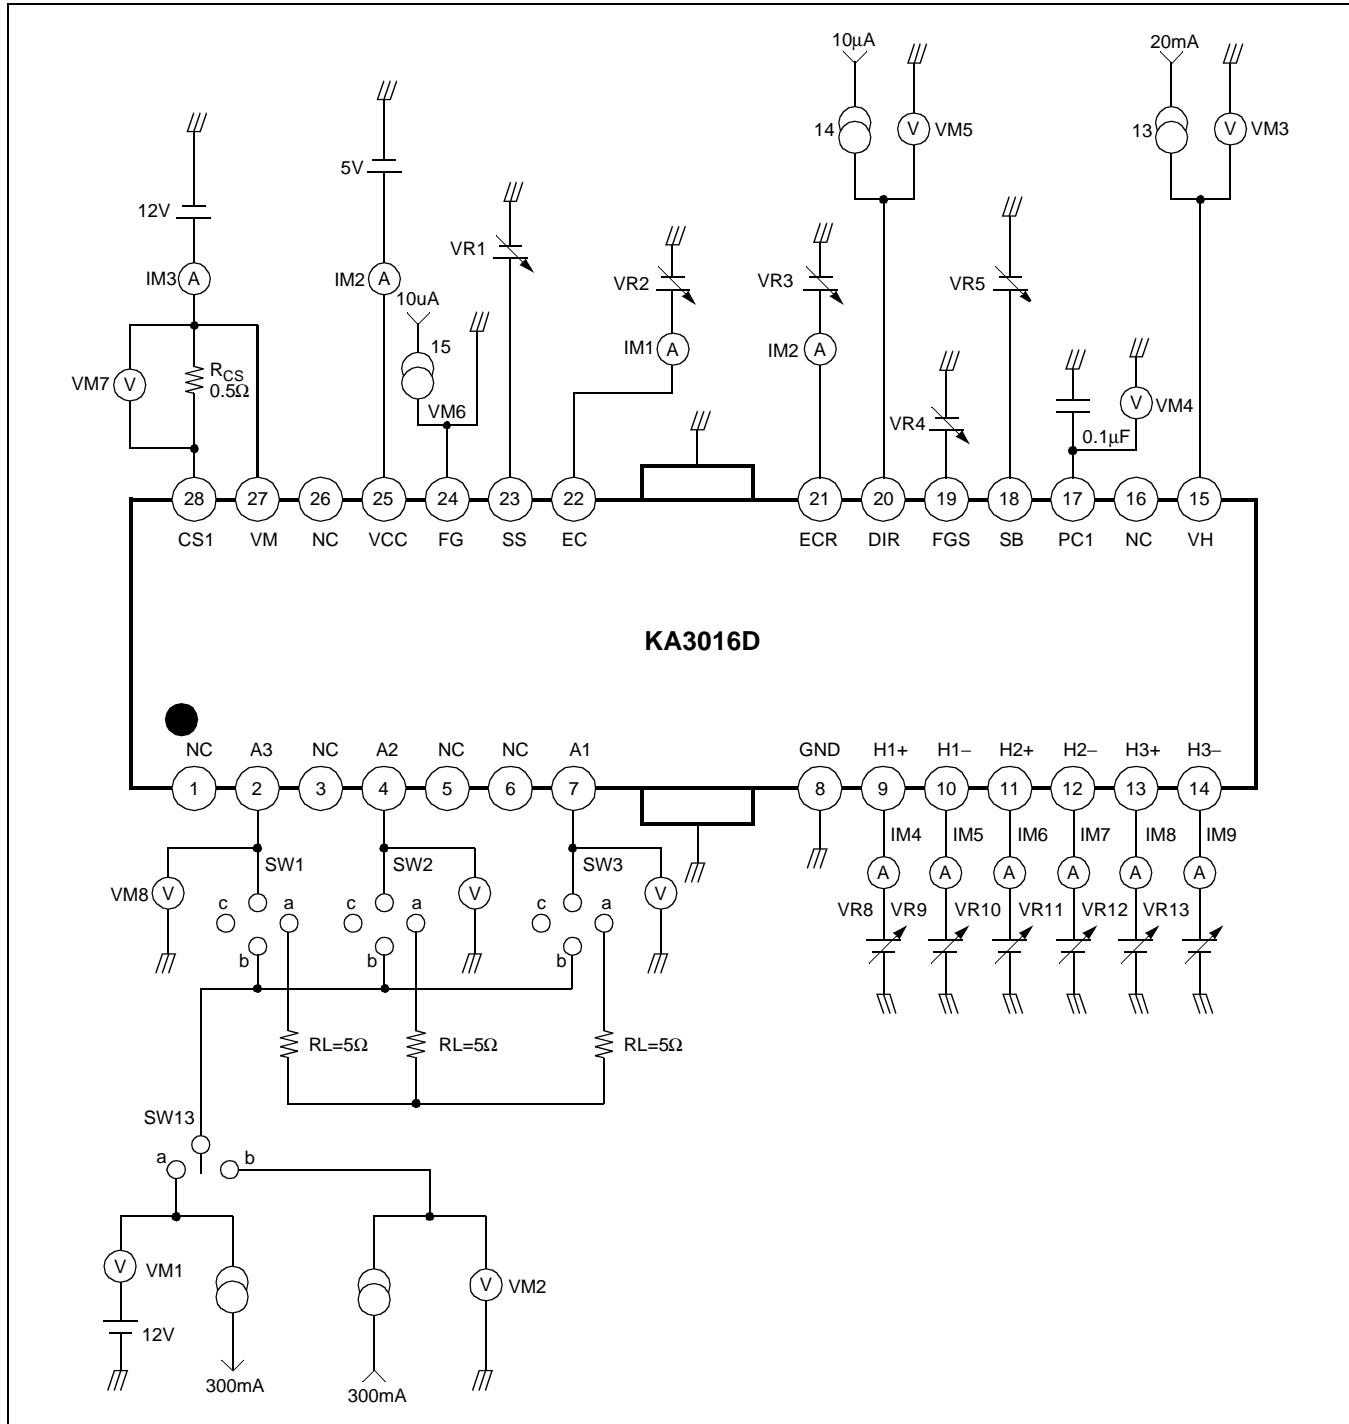 10μA
20mA
14
V
VM5
13
V
VM3
5V
12V
VR1
IM3
A
IM2
A
VR2
VR3
VR5
10uA
15
IM1
A
IM2
A
VM7
V
RCS
0.5Ω
VM6
VR4
V
VM4
0.1μF
28
27
26
25
24
23
22
21
20
19
18
17
16
15
CS1
VM
NC
VCC
FG
SS
EC
ECR
DIR
FGS
SB
PC1
NC
VH
KA3016D
NC
A3
NC
A2
NC
NC
A1
GND
H1+
H1–
H2+
H2–
H3+
H3–
1
2
3
4
5
6
7
8
9
10
11
12
13
14
IM4
IM5
IM6
IM7
IM8
IM9
SW1
SW2
SW3
VM8
V
V
V
A
A
A
A
A
A
c
a
b
c
a
b
c
a
b
VR8
VR9
VR10
VR11
VR12
VR13
RL=5Ω
RL=5Ω
RL=5Ω
SW13
a
b
V
VM1
V
VM2
12V
300mA
300mA